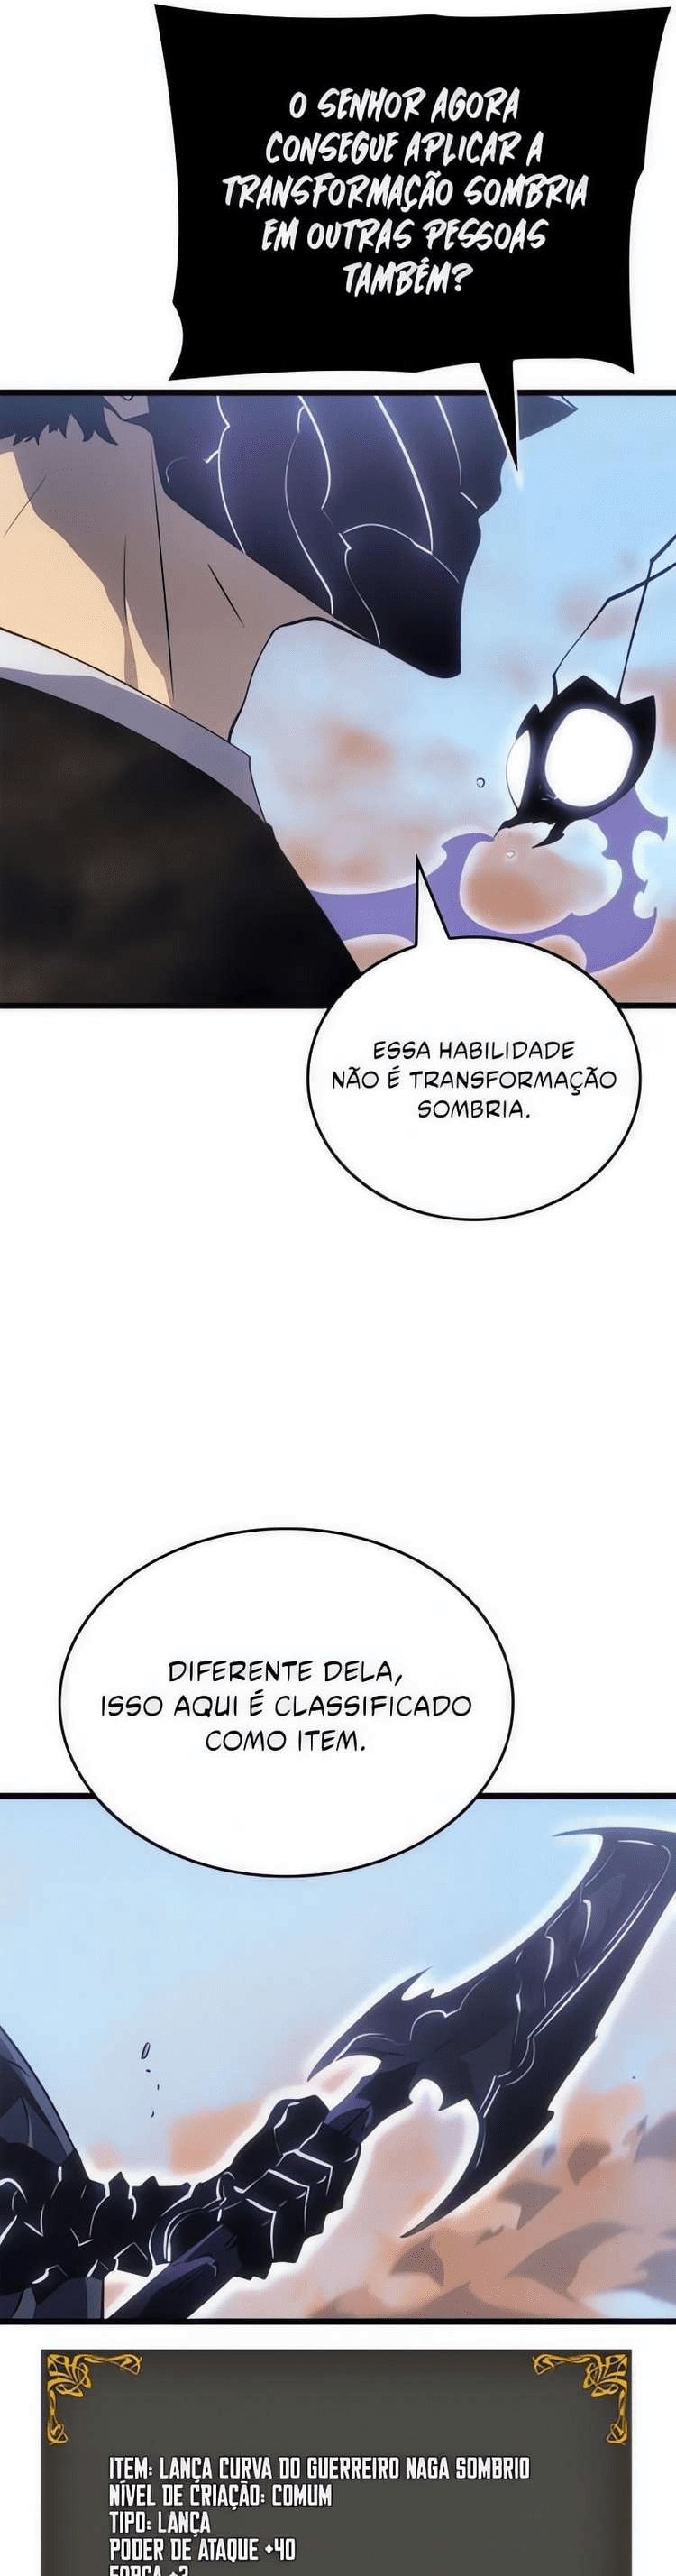 O SENHOR AGORA
CONSEGUE APLICAR A
TRANSFORMAÇÃO SOMBRIA
EM OUTRAS PESSOAS
TAMBÉM?
ESSA HABILIDADE
NÃO É TRANSFORMAÇÃO
SOMBRIA.
DIFERENTE DELA,
ISSO AQUI É CLASSIFICADO
COMO ITEM.
ITEM: LANÇA CURVA DO GUERREIRO NAGA SOMBRIO
NÍVEL DE CRIAÇÃO: COMUM
TIPO: LANÇA
PODER DE ATAQUE +40
FORÇA